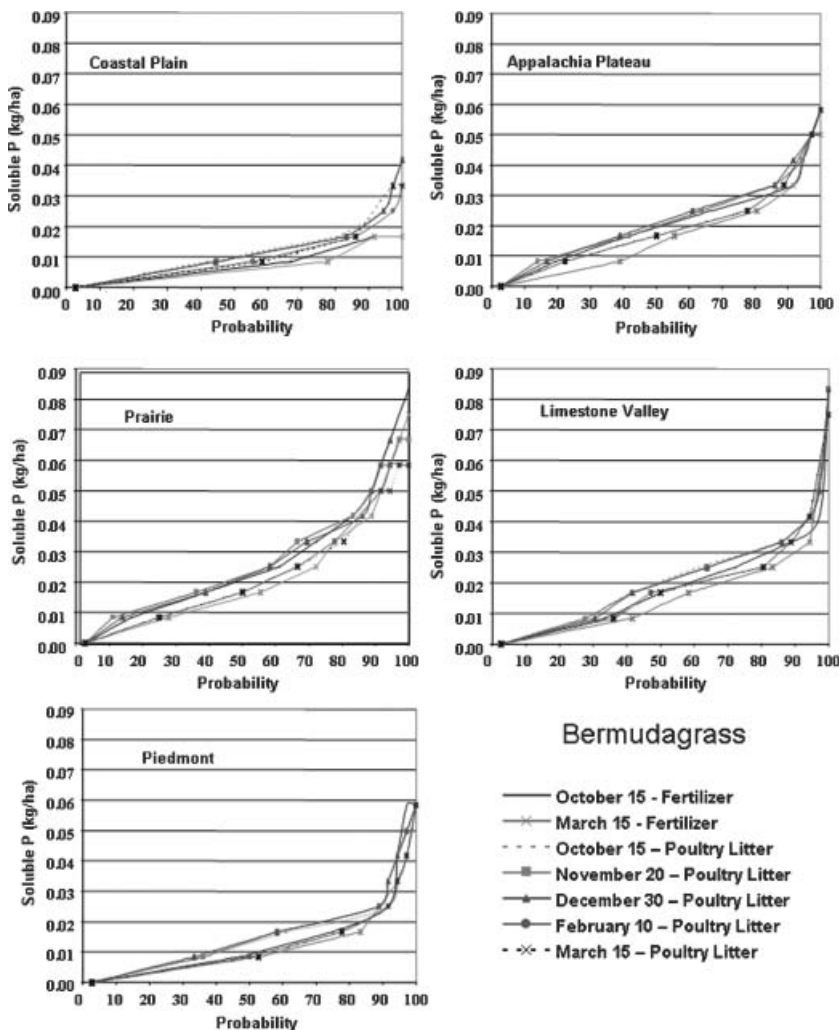 Coastal Plain
Soluble P (kg/ha)
0.09
0.08
0.07
0.06
0.05
0.04
0.03
0.02
0.01
0.00
0 10 20 30 40 50 60 70 80 90 100
Probability
Appalachia Plateau
Soluble P (kg/ha)
0.09
0.08
0.07
0.06
0.05
0.04
0.03
0.02
0.01
0.00
0 10 20 30 40 50 60 70 80 90 100
Probability
Prairie
Soluble P (kg/ha)
0.09
0.08
0.07
0.06
0.05
0.04
0.03
0.02
0.01
0.00
0 10 20 30 40 50 60 70 80 90 100
Probability
Limestone Valley
Soluble P (kg/ha)
0.09
0.08
0.07
0.06
0.05
0.04
0.03
0.02
0.01
0.00
0 10 20 30 40 50 60 70 80 90 100
Probability
Piedmont
Soluble P (kg/ha)
0.09
0.08
0.07
0.06
0.05
0.04
0.03
0.02
0.01
0.00
0 10 20 30 40 50 60 70 80 90 100
Probability
Bermudagrass
October 15 - Fertilizer
March 15 - Fertilizer
October 15 – Poultry Litter
November 20 – Poultry Litter
December 30 – Poultry Litter
February 10 – Poultry Litter
March 15 – Poultry Litter